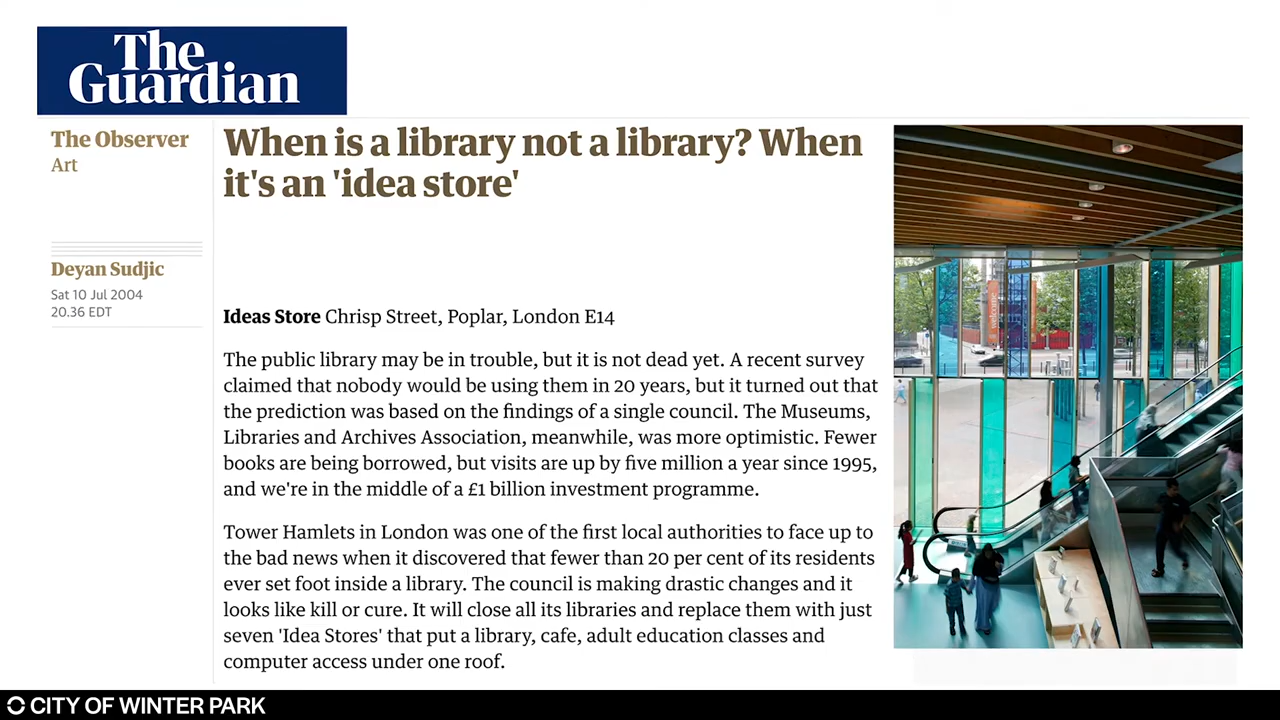 The
Guardian
The Observer
Art
Deyan Sudjic
Sat 10 Jul 2004
20.36 EDT
When is a library not a library? When
it's an 'idea store'
Ideas Store Chrisp Street, Poplar, London E14
The public library may be in trouble, but it is not dead yet. A recent survey
claimed that nobody would be using them in 20 years, but it turned out that
the prediction was based on the findings of a single council. The Museums,
Libraries and Archives Association, meanwhile, was more optimistic. Fewer
books are being borrowed, but visits are up by five million a year since 1995,
and we're in the middle of a £1 billion investment programme.
Tower Hamlets in London was one of the first local authorities to face up to
the bad news when it discovered that fewer than 20 per cent of its residents
ever set foot inside a library. The council is making drastic changes and it
looks like kill or cure. It will close all its libraries and replace them with just
seven 'Idea Stores' that put a library, cafe, adult education classes and
computer access under one roof.
welcome
CITY OF WINTER PARK